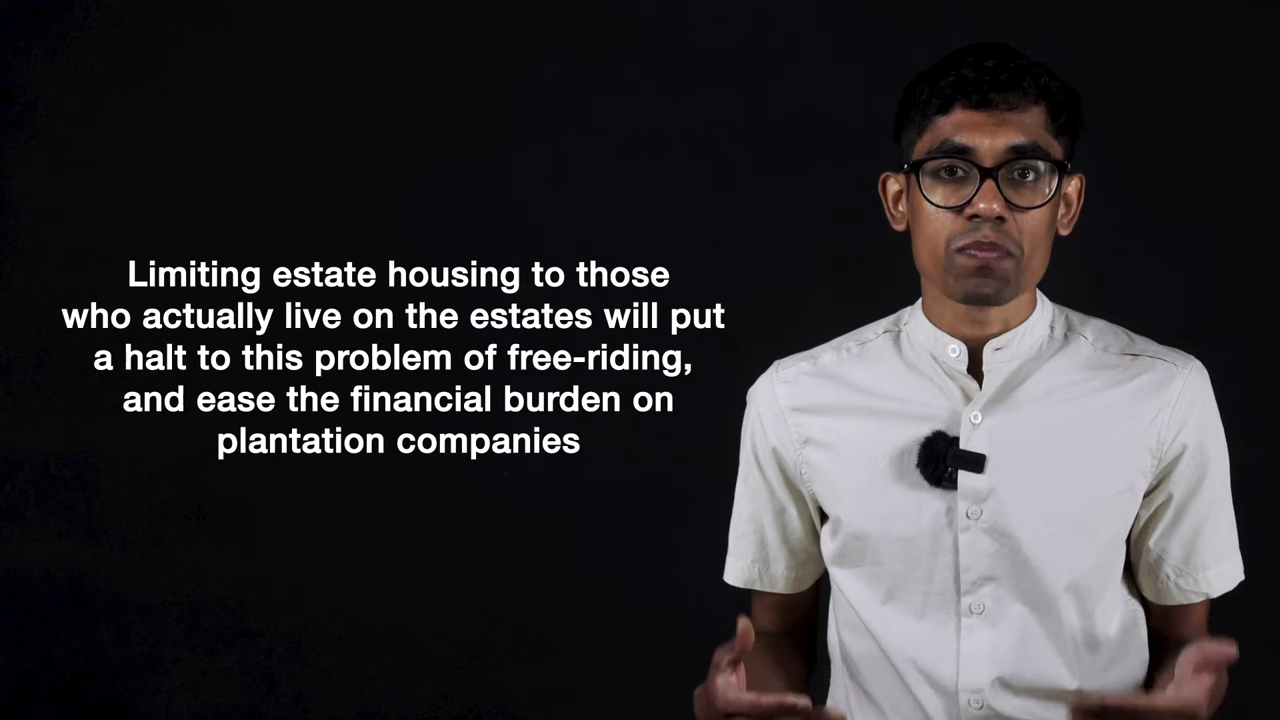 Limiting estate housing to those
who actually live on the estates will put
a halt to this problem of free-riding,
and ease the financial burden on
plantation companies